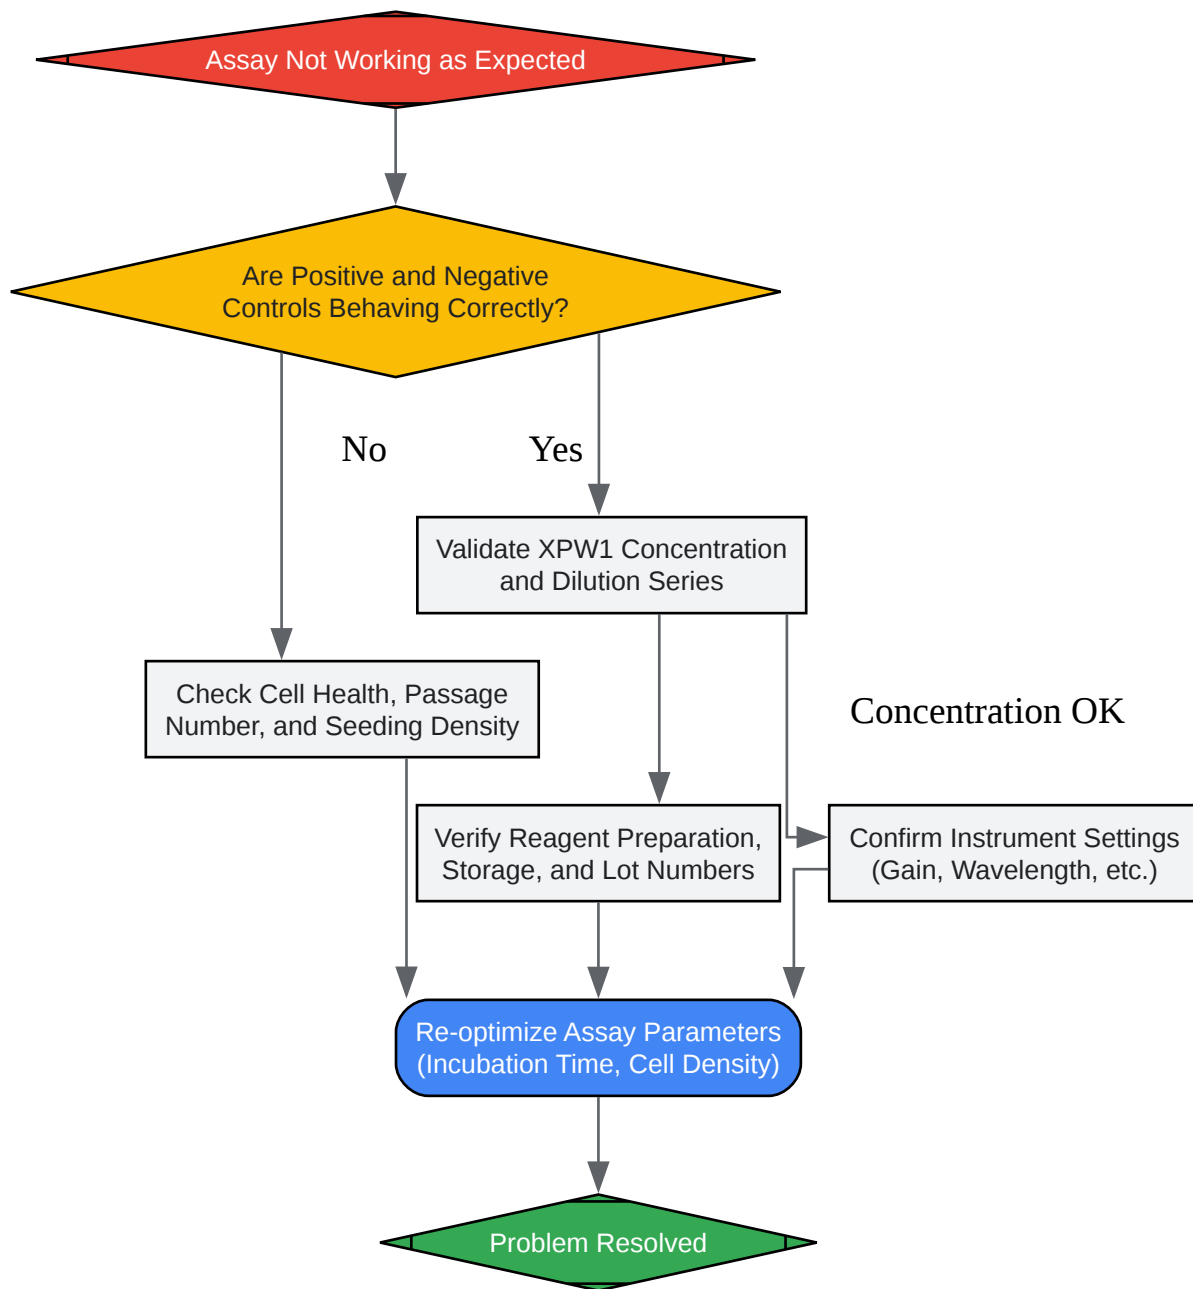 Assay Not Working as Expected
Are Positive and Negative
Controls Behaving Correctly?
No
Yes
Validate XPW1 Concentration
and Dilution Series
Check Cell Health, Passage
Number, and Seeding Density
Concentration OK
Verify Reagent Preparation,
Storage, and Lot Numbers
Confirm Instrument Settings
(Gain, Wavelength, etc.)
Re-optimize Assay Parameters
(Incubation Time, Cell Density)
Problem Resolved